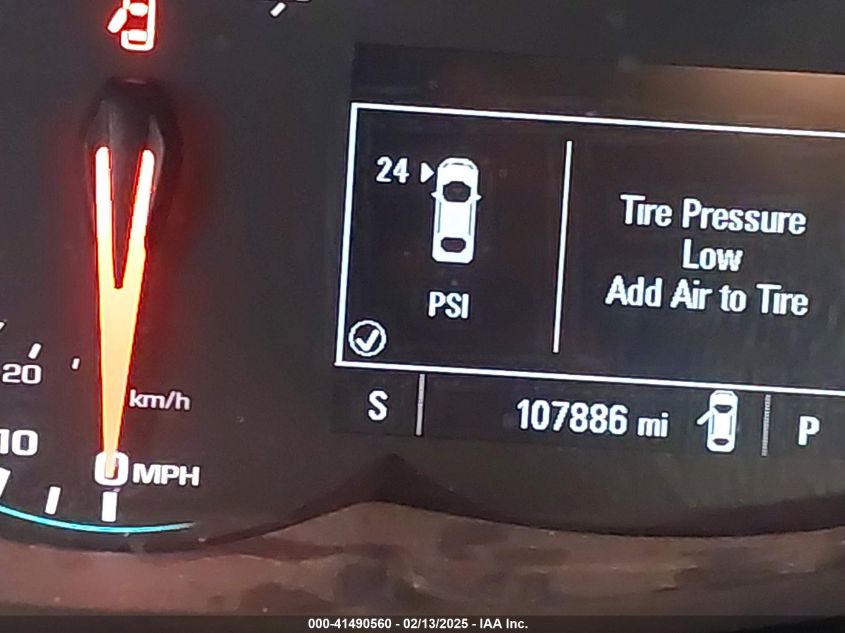 24
PSI
Tire Pressure
Low
Add Air to Tire
S 107886 mi P
20
km/h
10
0 MPH
000-41490560 - 02/13/2025 - IAA Inc.